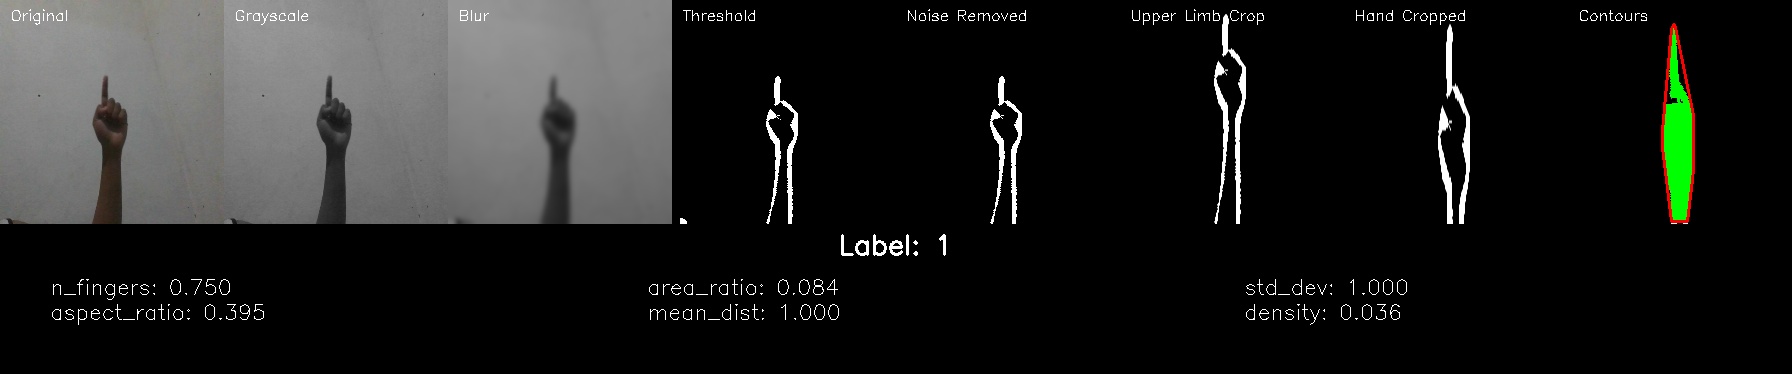 Original Grayscale Blur Threshold Noise Removed Upper Limb Crop Hand Cropped Contours
Label: 1
n_fingers: 0.750 area_ratio: 0.084 std_dev: 1.000
aspect_ratio: 0.395 mean_dist: 1.000 density: 0.036